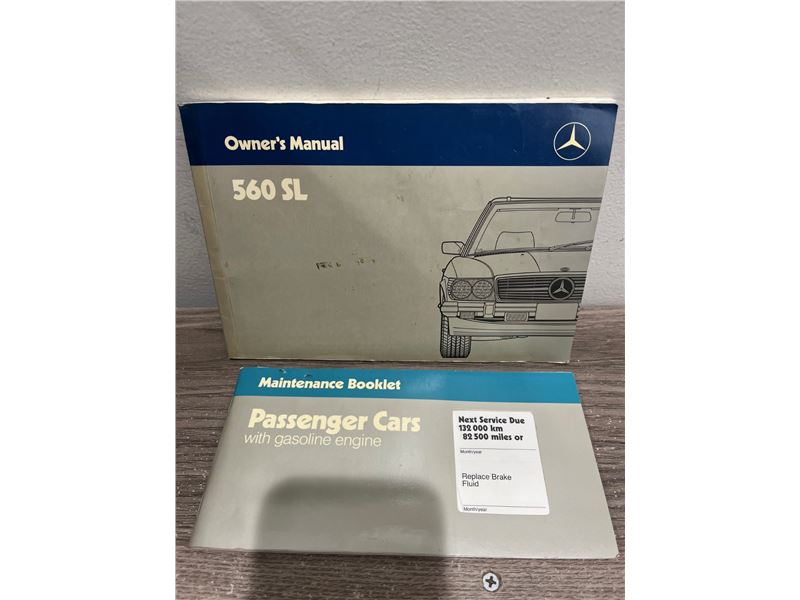 Owner's Manual
560 SL
Maintenance Booklet
Passenger Cars
with gasoline engine
Next Service Due
132 000 km
82 500 miles or
Month/year
Replace Brake
Fluid
Month/year